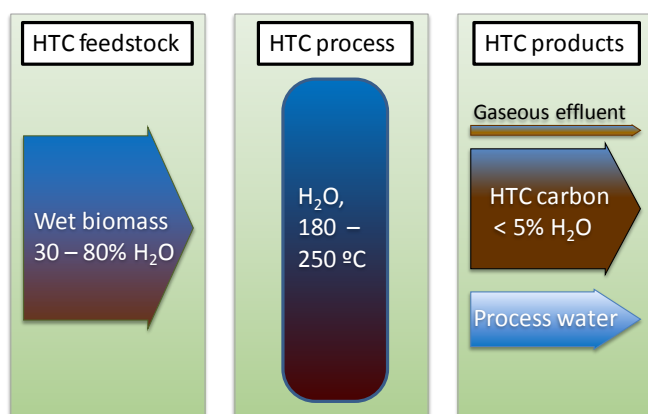 HTC feedstock
Wet biomass
30 – 80% H₂O
HTC process
H₂O,
180 –
250 ºC
HTC products
Gaseous effluent
HTC carbon
< 5% H₂O
Process water